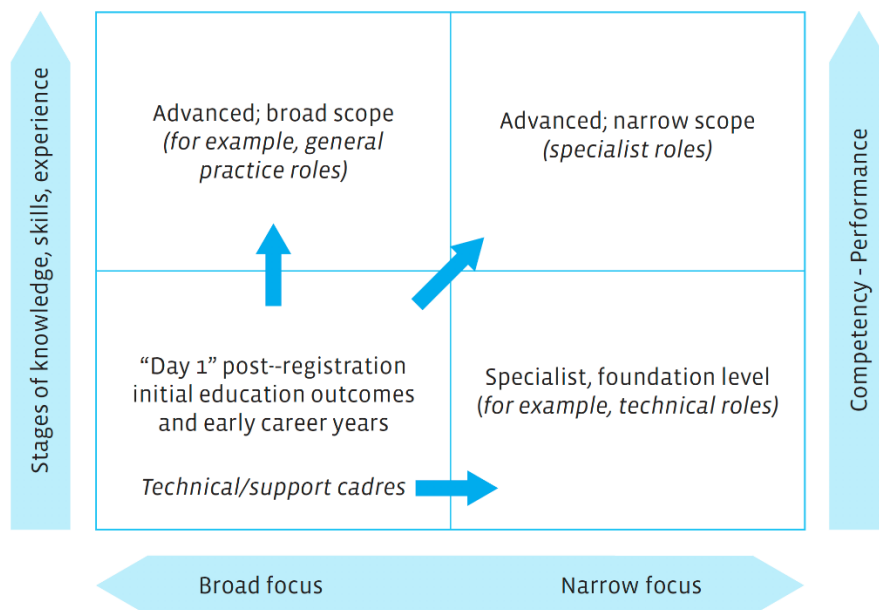 Stages of knowledge, skills, experience
Advanced; broad scope
(for example, general
practice roles)
Advanced; narrow scope
(specialist roles)
“Day 1” post--registration
initial education outcomes
and early career years
Technical/support cadres
Specialist, foundation level
(for example, technical roles)
Competency - Performance
Broad focus
Narrow focus